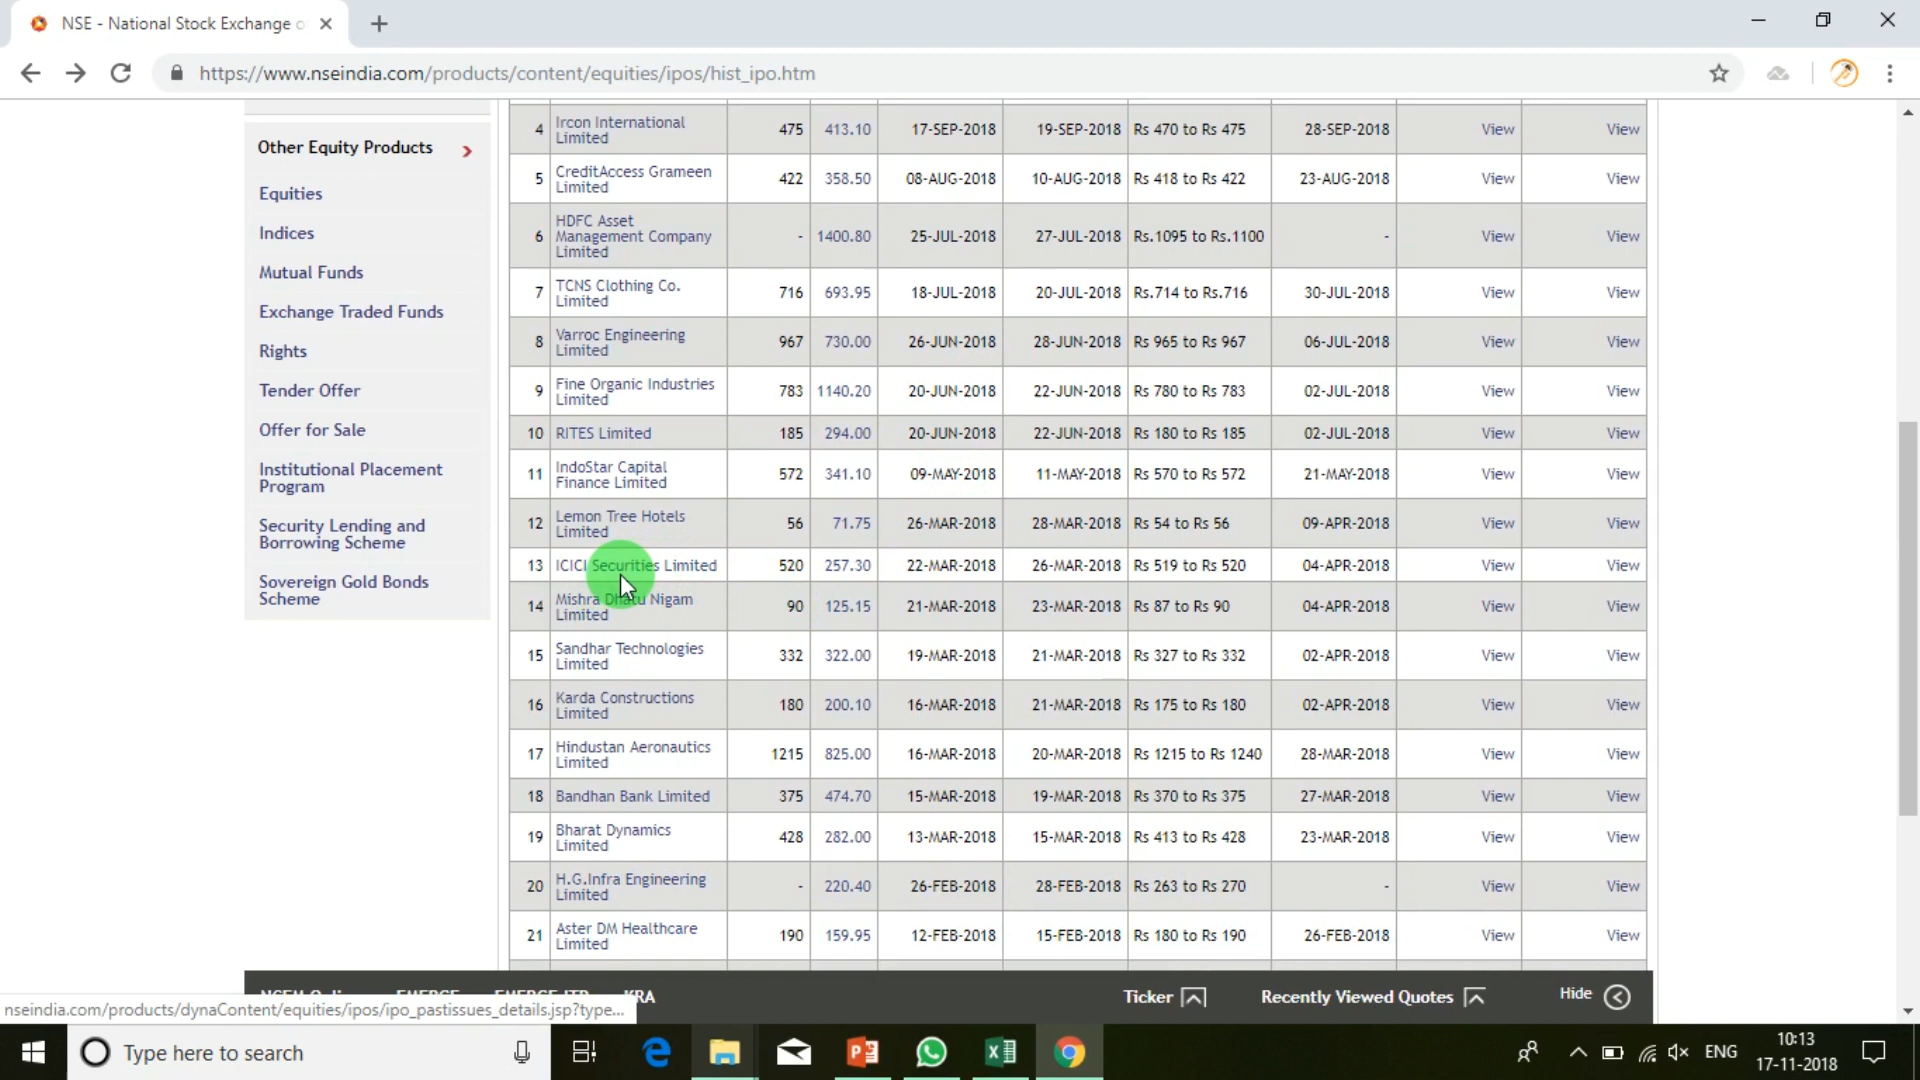 NSE - National Stock Exchange o
https://www.nseindia.com/products/content/equities/ipos/hist_ipo.htm
Other Equity Products
Equities
Indices
Mutual Funds
Exchange Traded Funds
Rights
Tender Offer
Offer for Sale
Institutional Placement
Program
Security Lending and
Borrowing Scheme
Sovereign Gold Bonds
Scheme
4 Ircon International Limited 475 413.10 17-SEP-2018 19-SEP-2018 Rs 470 to Rs 475 28-SEP-2018 View View
5 CreditAccess Grameen Limited 422 358.50 08-AUG-2018 10-AUG-2018 Rs 418 to Rs 422 23-AUG-2018 View View
6 HDFC Asset Management Company Limited - 1400.80 25-JUL-2018 27-JUL-2018 Rs.1095 to Rs.1100 - View View
7 TCNS Clothing Co. Limited 716 693.95 18-JUL-2018 20-JUL-2018 Rs.714 to Rs.716 30-JUL-2018 View View
8 Varroc Engineering Limited 967 730.00 26-JUN-2018 28-JUN-2018 Rs 965 to Rs 967 06-JUL-2018 View View
9 Fine Organic Industries Limited 783 1140.20 20-JUN-2018 22-JUN-2018 Rs 780 to Rs 783 02-JUL-2018 View View
10 RITES Limited 185 294.00 20-JUN-2018 22-JUN-2018 Rs 180 to Rs 185 02-JUL-2018 View View
11 IndoStar Capital Finance Limited 572 341.10 09-MAY-2018 11-MAY-2018 Rs 570 to Rs 572 21-MAY-2018 View View
12 Lemon Tree Hotels Limited 56 71.75 26-MAR-2018 28-MAR-2018 Rs 54 to Rs 56 09-APR-2018 View View
13 ICICI Securities Limited 520 257.30 22-MAR-2018 26-MAR-2018 Rs 519 to Rs 520 04-APR-2018 View View
14 Mishra Dhatu Nigam Limited 90 125.15 21-MAR-2018 23-MAR-2018 Rs 87 to Rs 90 04-APR-2018 View View
15 Sandhar Technologies Limited 332 322.00 19-MAR-2018 21-MAR-2018 Rs 327 to Rs 332 02-APR-2018 View View
16 Karda Constructions Limited 180 200.10 16-MAR-2018 21-MAR-2018 Rs 175 to Rs 180 02-APR-2018 View View
17 Hindustan Aeronautics Limited 1215 825.00 16-MAR-2018 20-MAR-2018 Rs 1215 to Rs 1240 28-MAR-2018 View View
18 Bandhan Bank Limited 375 474.70 15-MAR-2018 19-MAR-2018 Rs 370 to Rs 375 27-MAR-2018 View View
19 Bharat Dynamics Limited 428 282.00 13-MAR-2018 15-MAR-2018 Rs 413 to Rs 428 23-MAR-2018 View View
20 H.G.Infra Engineering Limited - 220.40 26-FEB-2018 28-FEB-2018 Rs 263 to Rs 270 - View View
21 Aster DM Healthcare Limited 190 159.95 12-FEB-2018 15-FEB-2018 Rs 180 to Rs 190 26-FEB-2018 View View
KRA Ticker Recently Viewed Quotes Hide
nseindia.com/products/dynaContent/equities/ipos/ipo_pastissues_details.jsp?type...
Type here to search
ENG
10:13
17-11-2018